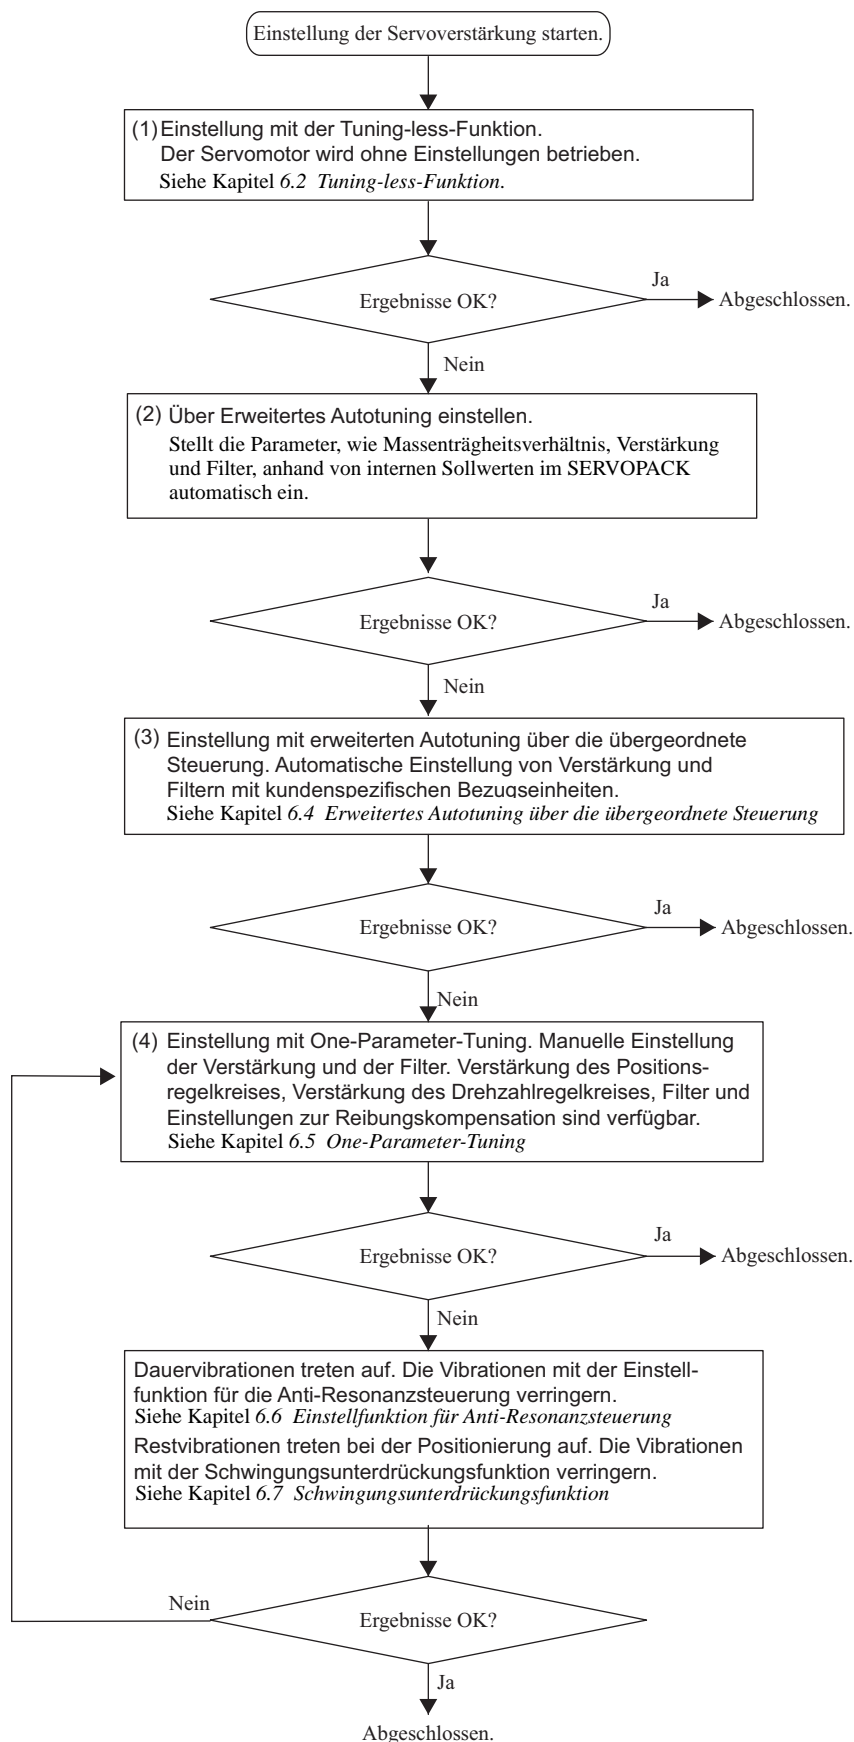 Einstellung der Servoverstärkung starten.
(1) Einstellung mit der Tuning-less-Funktion.
Der Servomotor wird ohne Einstellungen betrieben.
Siehe Kapitel 6.2 Tuning-less-Funktion.
Ergebnisse OK?
Ja
Abgeschlossen.
Nein
(2) Über Erweitertes Autotuning einstellen.
Stellt die Parameter, wie Massenträgheitsverhältnis, Verstärkung
und Filter, anhand von internen Sollwerten im SERVOPACK
automatisch ein.
Ergebnisse OK?
Ja
Abgeschlossen.
Nein
(3) Einstellung mit erweiterten Autotuning über die übergeordnete
Steuerung. Automatische Einstellung von Verstärkung und
Filtern mit kundenspezifischen Bezugseinheiten.
Siehe Kapitel 6.4 Erweitertes Autotuning über die übergeordnete Steuerung
Ergebnisse OK?
Ja
Abgeschlossen.
Nein
(4) Einstellung mit One-Parameter-Tuning. Manuelle Einstellung
der Verstärkung und der Filter. Verstärkung des Positions-
regelkreises, Verstärkung des Drehzahlregelkreises, Filter und
Einstellungen zur Reibungskompensation sind verfügbar.
Siehe Kapitel 6.5 One-Parameter-Tuning
Ergebnisse OK?
Ja
Abgeschlossen.
Nein
Dauervibrationen treten auf. Die Vibrationen mit der Einstell-
funktion für die Anti-Resonanzsteuerung verringern.
Siehe Kapitel 6.6 Einstellfunktion für Anti-Resonanzsteuerung
Restvibrationen treten bei der Positionierung auf. Die Vibrationen
mit der Schwingungsunterdrückungsfunktion verringern.
Siehe Kapitel 6.7 Schwingungsunterdrückungsfunktion
Nein
Ergebnisse OK?
Ja
Abgeschlossen.